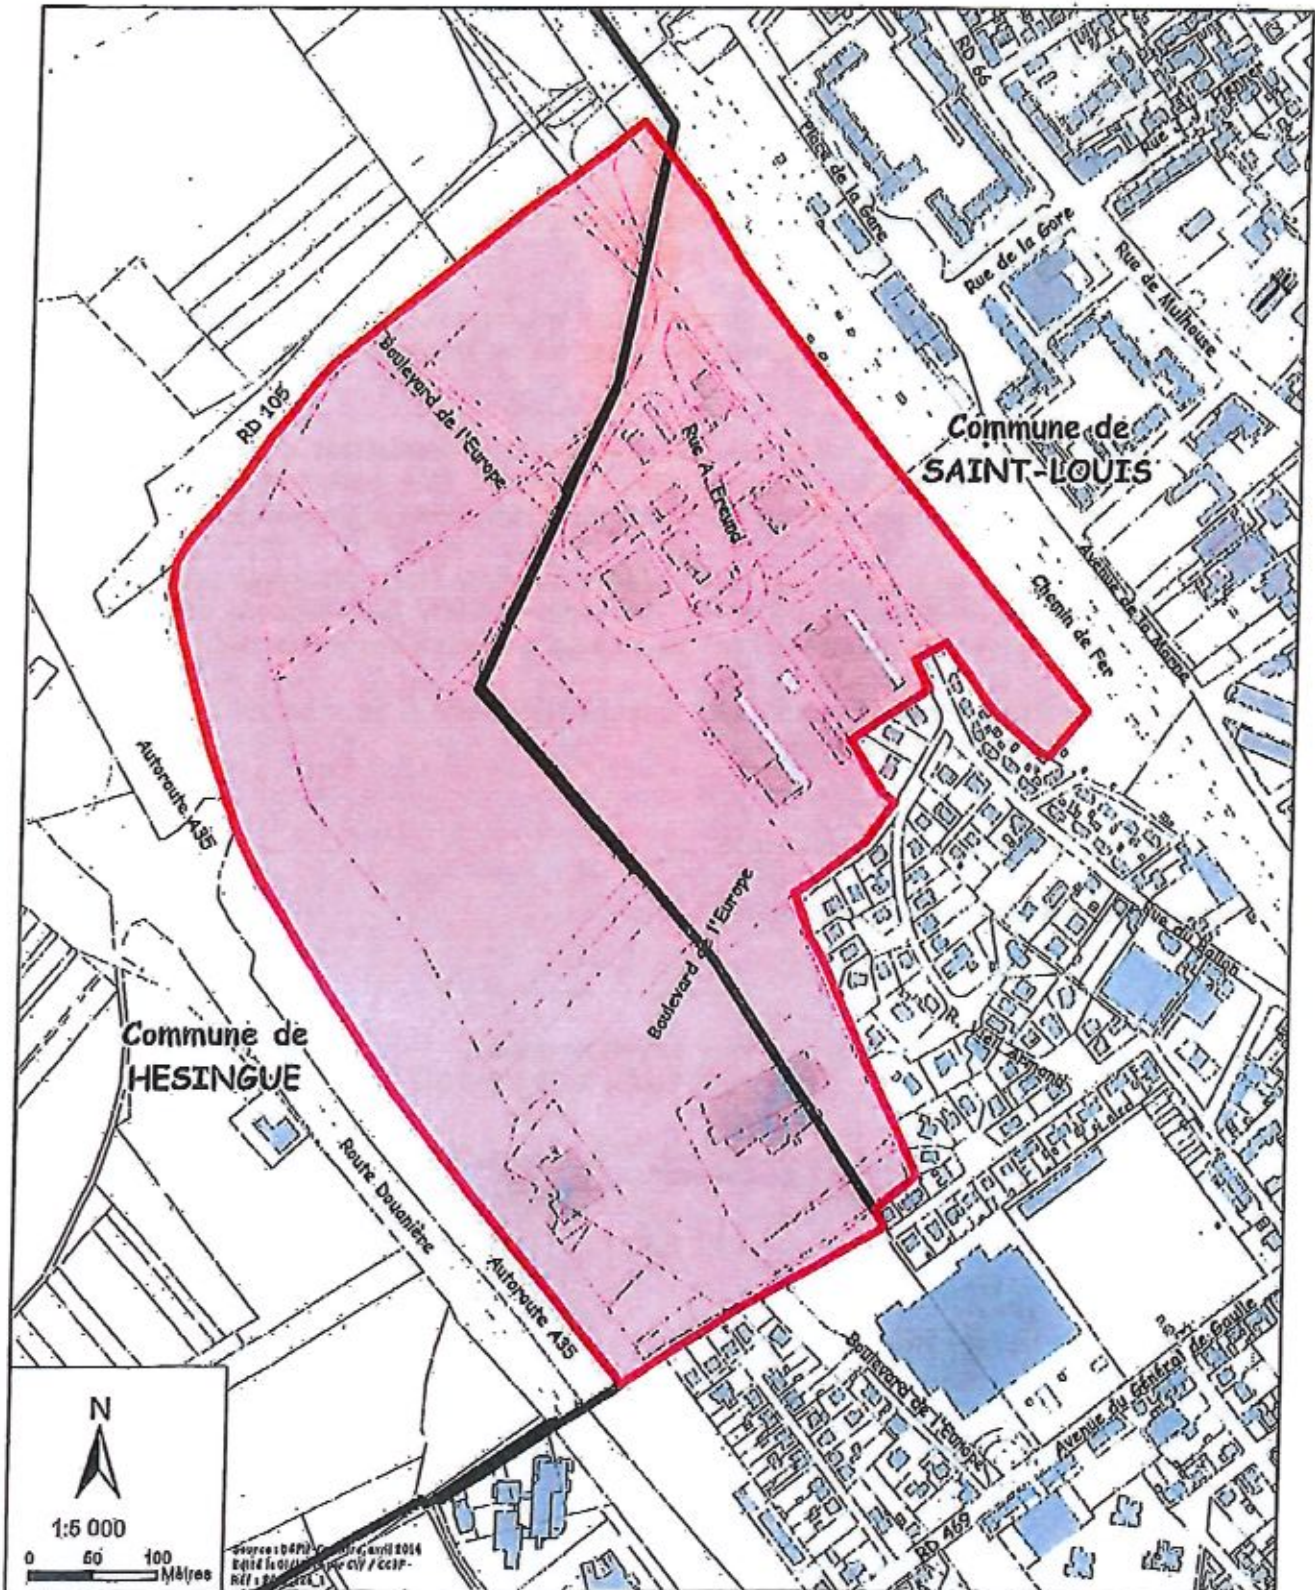 RD 66
Place de la Gare
Rue de la Gare
Rue de Mulhouse
Boulevard de l'Europe
RD 105
Rue A. Freund
Commune de
SAINT-LOUIS
Avenue de la Marne
Chemin de Fer
Autoroute A35
Boulevard de l'Europe
Rue du Ballon
Commune de
HESINGUE
Route Douanière
Autoroute A35
Boulevard de l'Europe
Avenue du Général de Gaulle
RD 469
N
1:5 000
0 50 100
Mètres